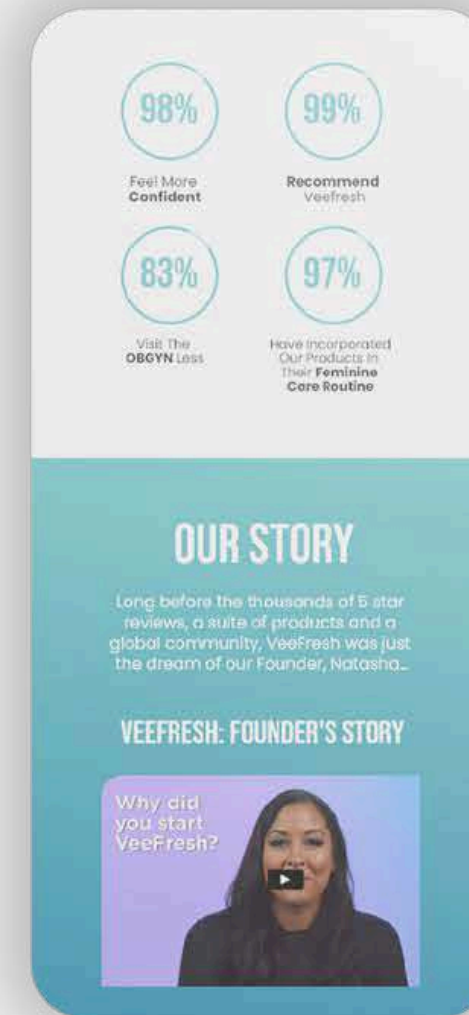 98%
99%
Feel More
Confident
Recommend
Veefresh
83%
97%
Visit The
OBGYN Less
Have Incorporated
Our Products In
Their Feminine
Care Routine
OUR STORY
Long before the thousands of 5 star
reviews, a suite of products and a
global community, VeeFresh was just
the dream of our Founder, Natasha...
VEEFRESH: FOUNDER'S STORY
Why did
you start
VeeFresh?